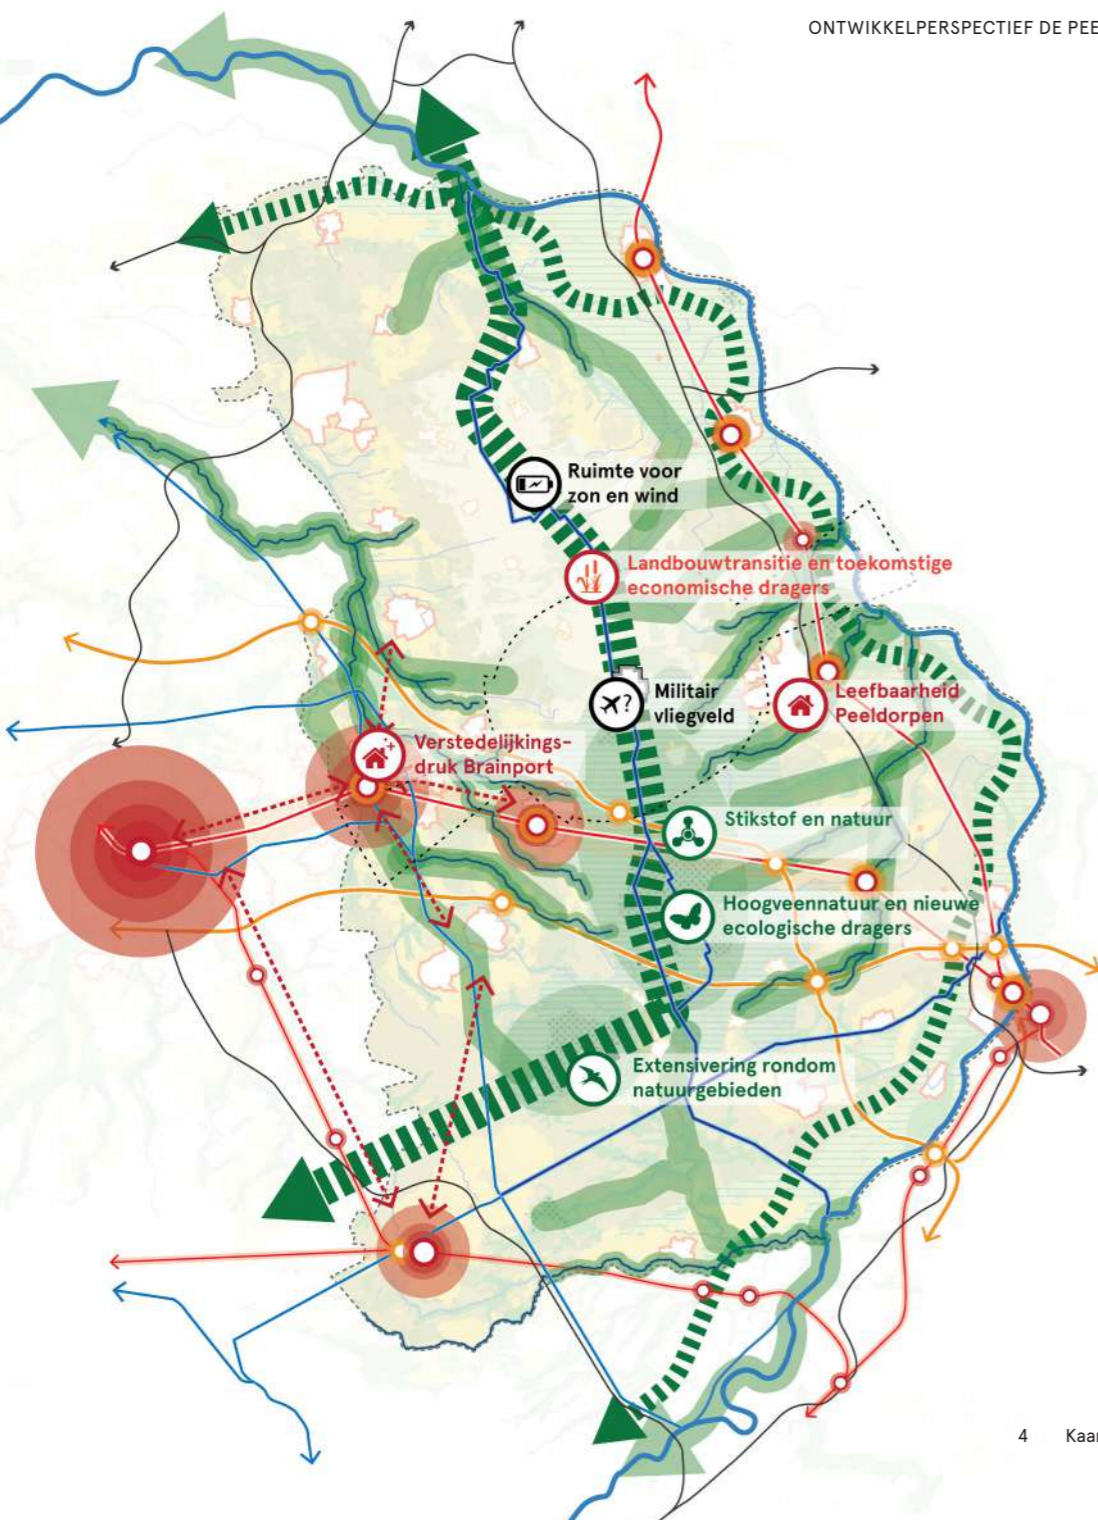 ONTWIKKELPERSPECTIEF DE PEE
Ruimte voor
zon en wind
Landbouwtransitie en toekomstige
economische dragers
Militair
vliegveld
?
Leefbaarheid
Peeldorpen
Verstedelijkings-
druk Brainport
Stikstof en natuur
Hoogveennatuur en nieuwe
ecologische dragers
Extensivering rondom
natuurgebieden
4 Kaar